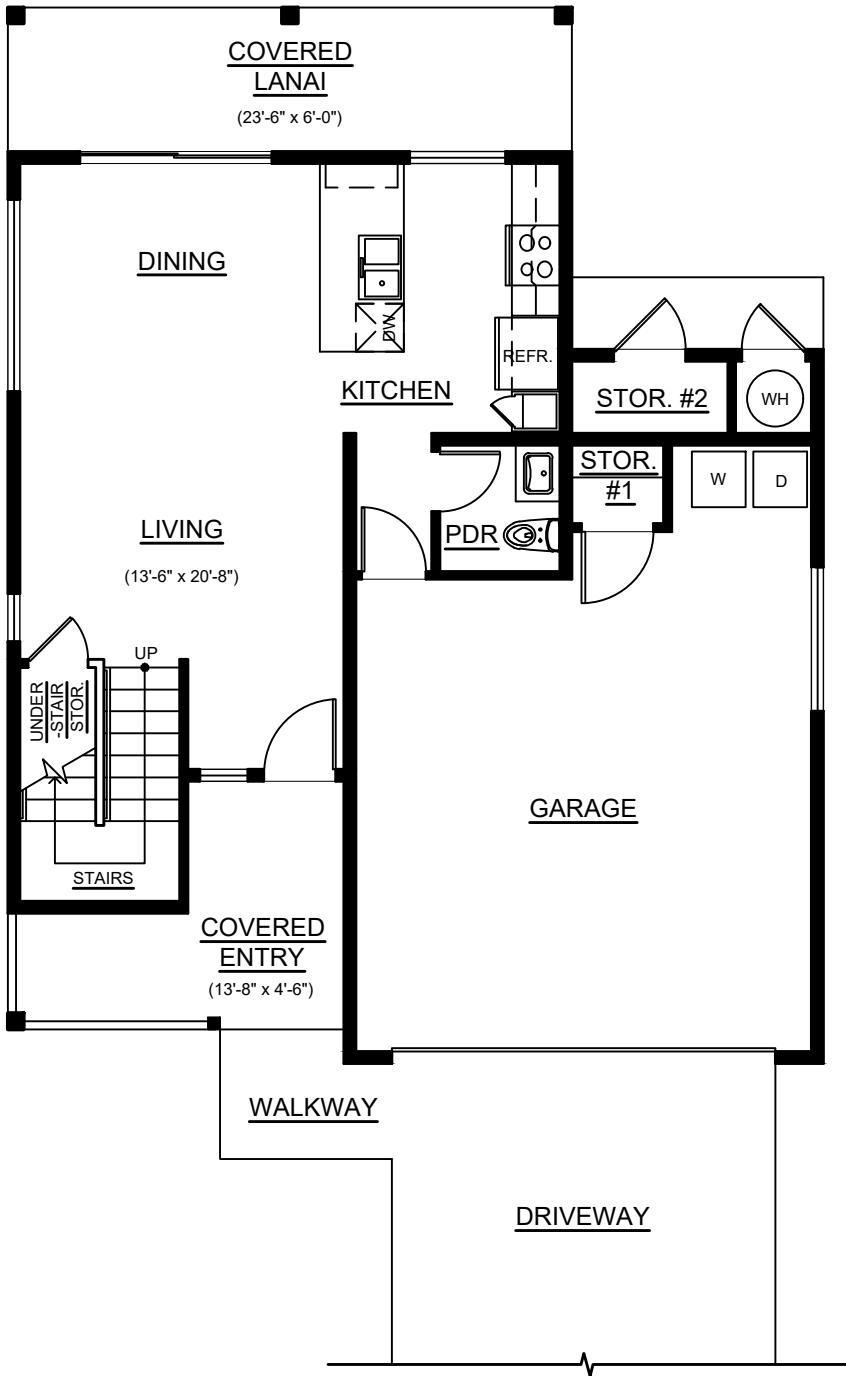 COVERED
LANAI
(23'-6" x 6'-0")
DINING
DW
REFR.
KITCHEN
STOR. #2
WH
STOR.
#1
W
D
LIVING
(13'-6" x 20'-8")
PDR
UP
UNDER
-STAIR
STOR.
GARAGE
STAIRS
COVERED
ENTRY
(13'-8" x 4'-6")
WALKWAY
DRIVEWAY